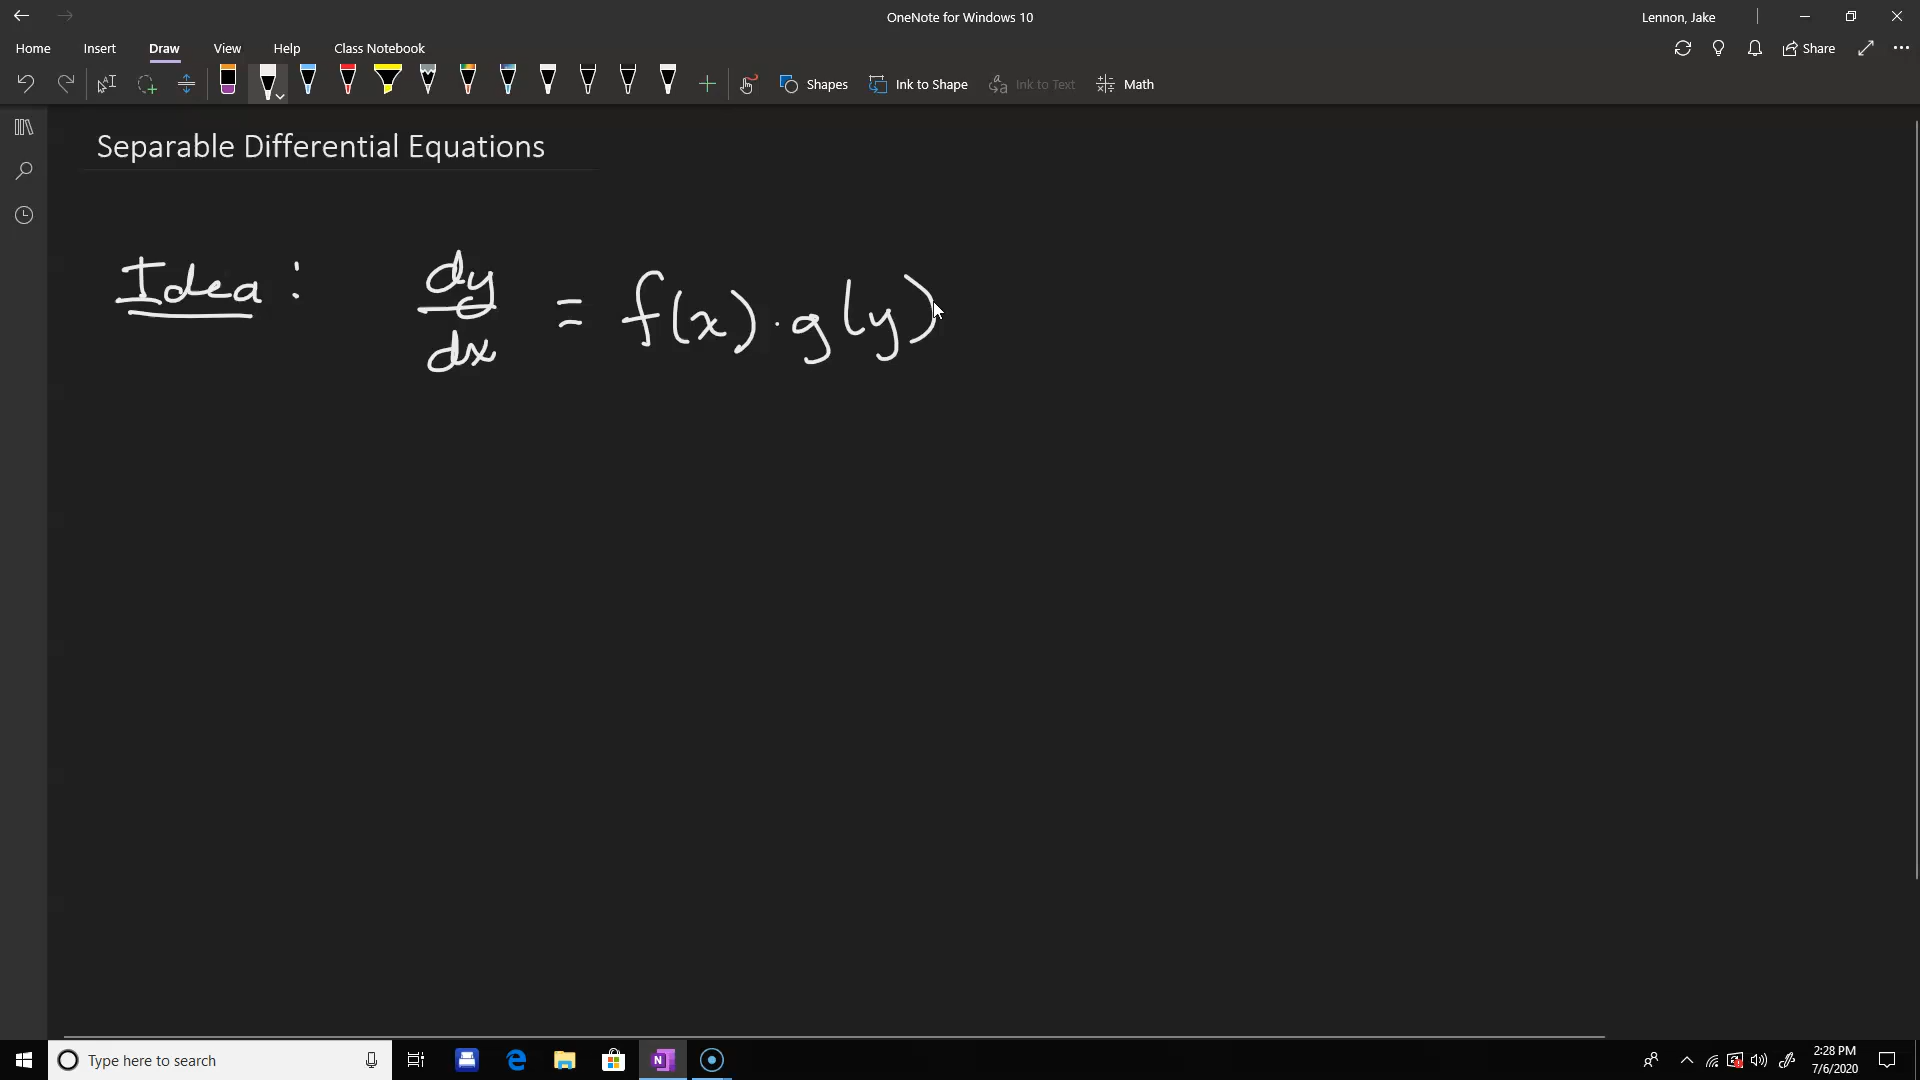 OneNote for Windows 10
Lennon, Jake
Home Insert Draw View Help Class Notebook
Share
Shapes Ink to Shape Ink to Text Math
Separable Differential Equations
Idea: dy/dx = f(x) · g(y)
Type here to search
2:28 PM
7/6/2020